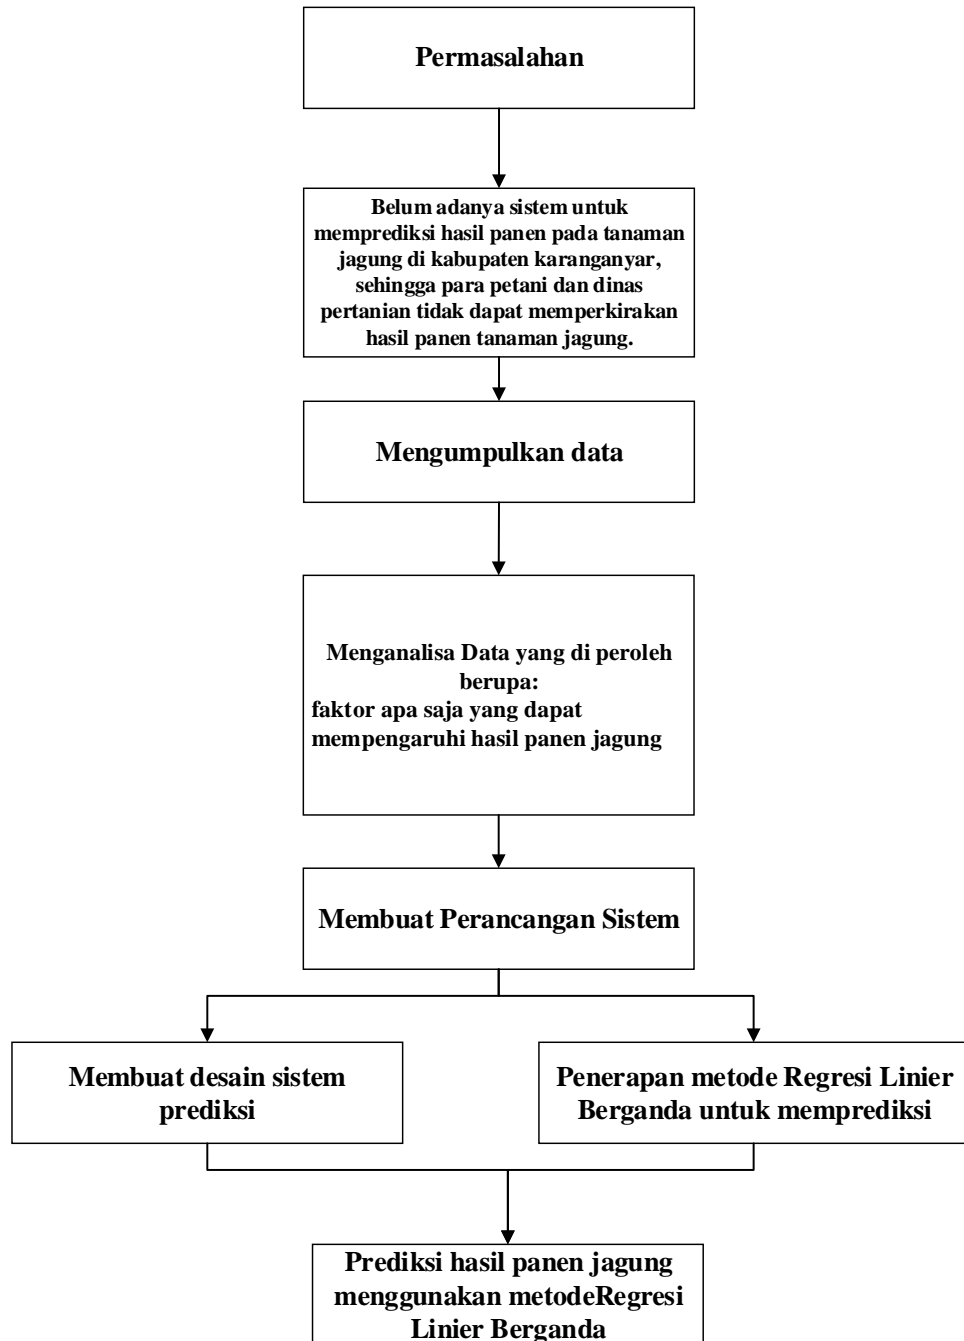 Permasalahan
Belum adanya sistem untuk
memprediksi hasil panen pada tanaman
jagung di kabupaten karanganyar,
sehingga para petani dan dinas
pertanian tidak dapat memperkirakan
hasil panen tanaman jagung.
Mengumpulkan data
Menganalisa Data yang di peroleh
berupa:
faktor apa saja yang dapat
mempengaruhi hasil panen jagung
Membuat Perancangan Sistem
Membuat desain sistem
prediksi
Penerapan metode Regresi Linier
Berganda untuk memprediksi
Prediksi hasil panen jagung
menggunakan metodeRegresi
Linier Berganda